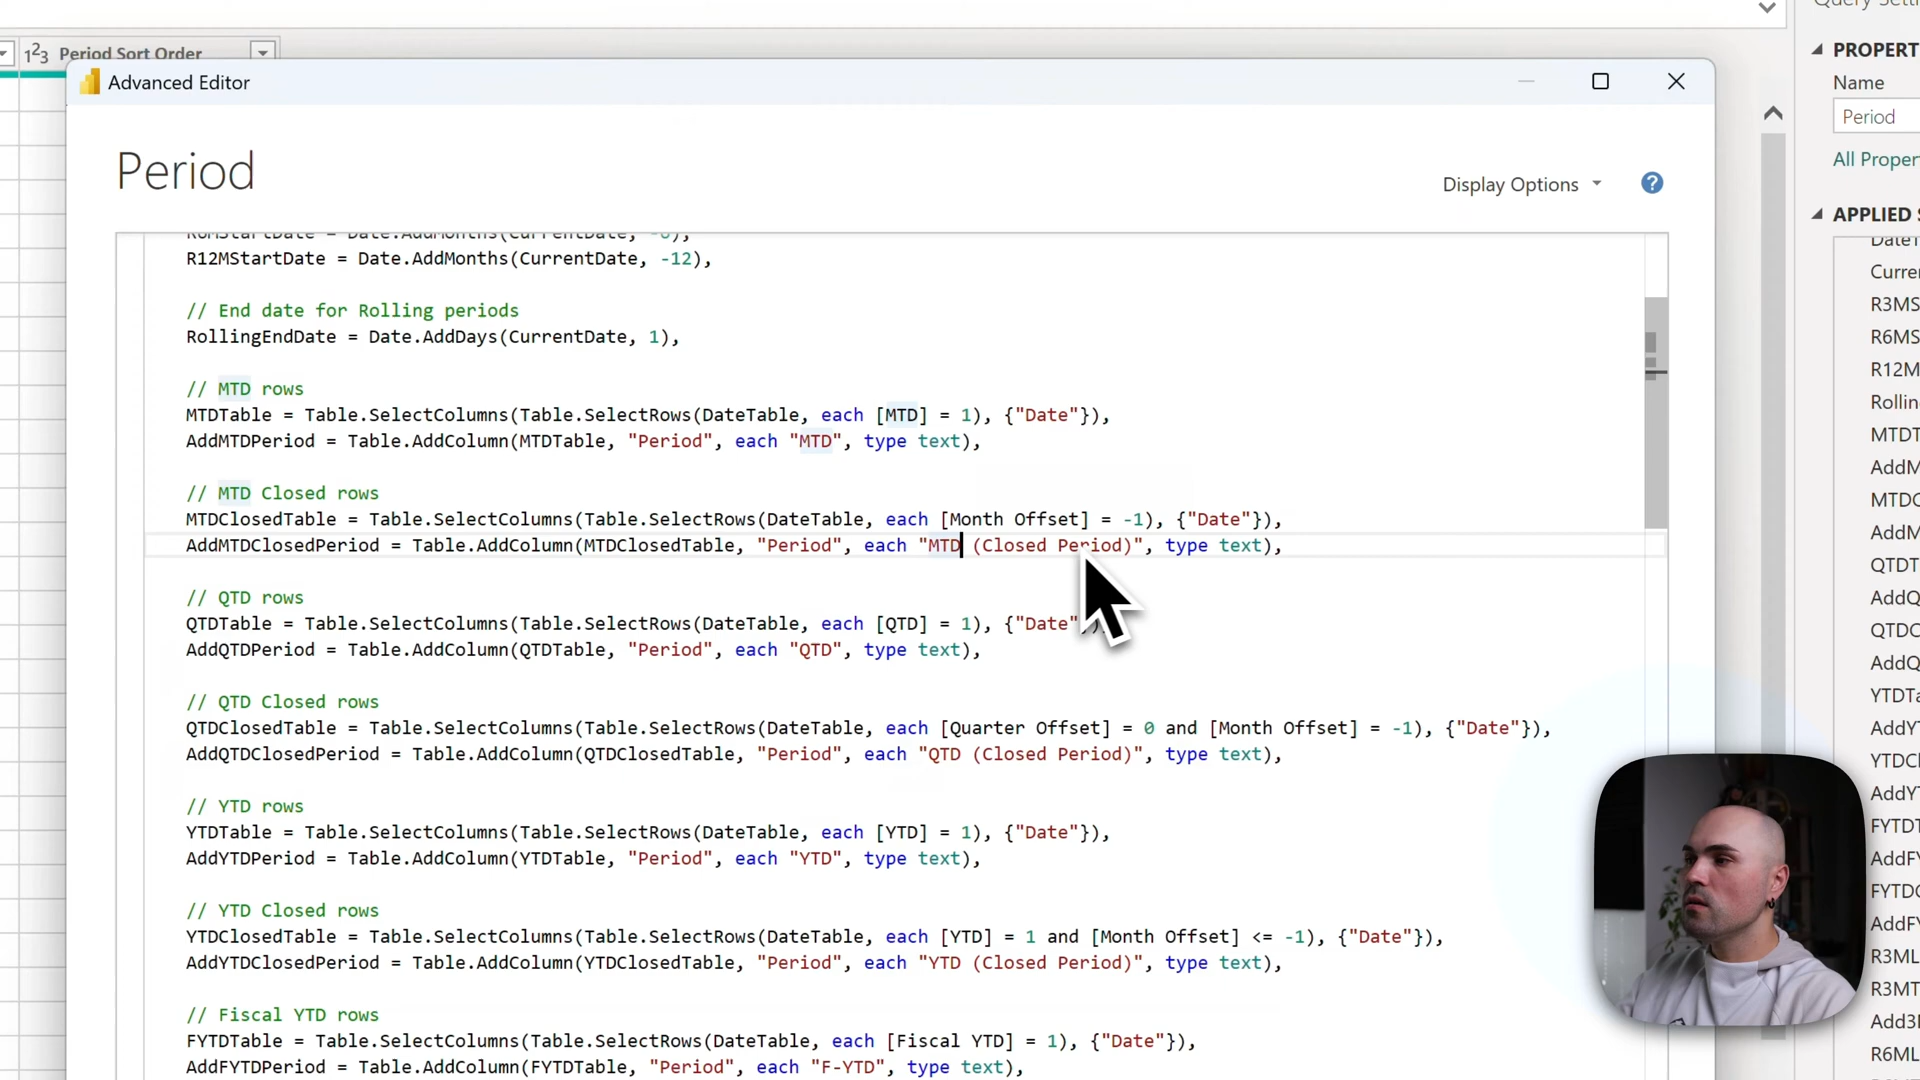 Period Sort Order
Advanced Editor
Period
Display Options
R12MStartDate = Date.AddMonths(CurrentDate, -12),
// End date for Rolling periods
RollingEndDate = Date.AddDays(CurrentDate, 1),
// MTD rows
MTDTable = Table.SelectColumns(Table.SelectRows(DateTable, each [MTD] = 1), {"Date"}),
AddMTDPeriod = Table.AddColumn(MTDTable, "Period", each "MTD", type text),
// MTD Closed rows
MTDClosedTable = Table.SelectColumns(Table.SelectRows(DateTable, each [Month Offset] = -1), {"Date"}),
AddMTDClosedPeriod = Table.AddColumn(MTDClosedTable, "Period", each "MTD (Closed Period)", type text),
// QTD rows
QTDTable = Table.SelectColumns(Table.SelectRows(DateTable, each [QTD] = 1), {"Date"
AddQTDPeriod = Table.AddColumn(QTDTable, "Period", each "QTD", type text),
// QTD Closed rows
QTDClosedTable = Table.SelectColumns(Table.SelectRows(DateTable, each [Quarter Offset] = 0 and [Month Offset] = -1), {"Date"}),
AddQTDClosedPeriod = Table.AddColumn(QTDClosedTable, "Period", each "QTD (Closed Period)", type text),
// YTD rows
YTDTable = Table.SelectColumns(Table.SelectRows(DateTable, each [YTD] = 1), {"Date"}),
AddYTDPeriod = Table.AddColumn(YTDTable, "Period", each "YTD", type text),
// YTD Closed rows
YTDClosedTable = Table.SelectColumns(Table.SelectRows(DateTable, each [YTD] = 1 and [Month Offset] <= -1), {"Date"}),
AddYTDClosedPeriod = Table.AddColumn(YTDClosedTable, "Period", each "YTD (Closed Period)", type text),
// Fiscal YTD rows
FYTDTable = Table.SelectColumns(Table.SelectRows(DateTable, each [Fiscal YTD] = 1), {"Date"}),
AddFYTDPeriod = Table.AddColumn(FYTDTable, "Period", each "F-YTD", type text),
PROPERT
Name
Period
All Proper
APPLIED S
Curre
R3MS
R6MS
R12M
Rollin
MTDT
AddM
MTDC
AddM
QTDT
AddQ
QTDC
AddQ
YTDTa
AddYT
YTDCl
AddYT
FYTDT
AddFY
FYTDC
AddFY
R3ML
R3MT
Add3
R6ML